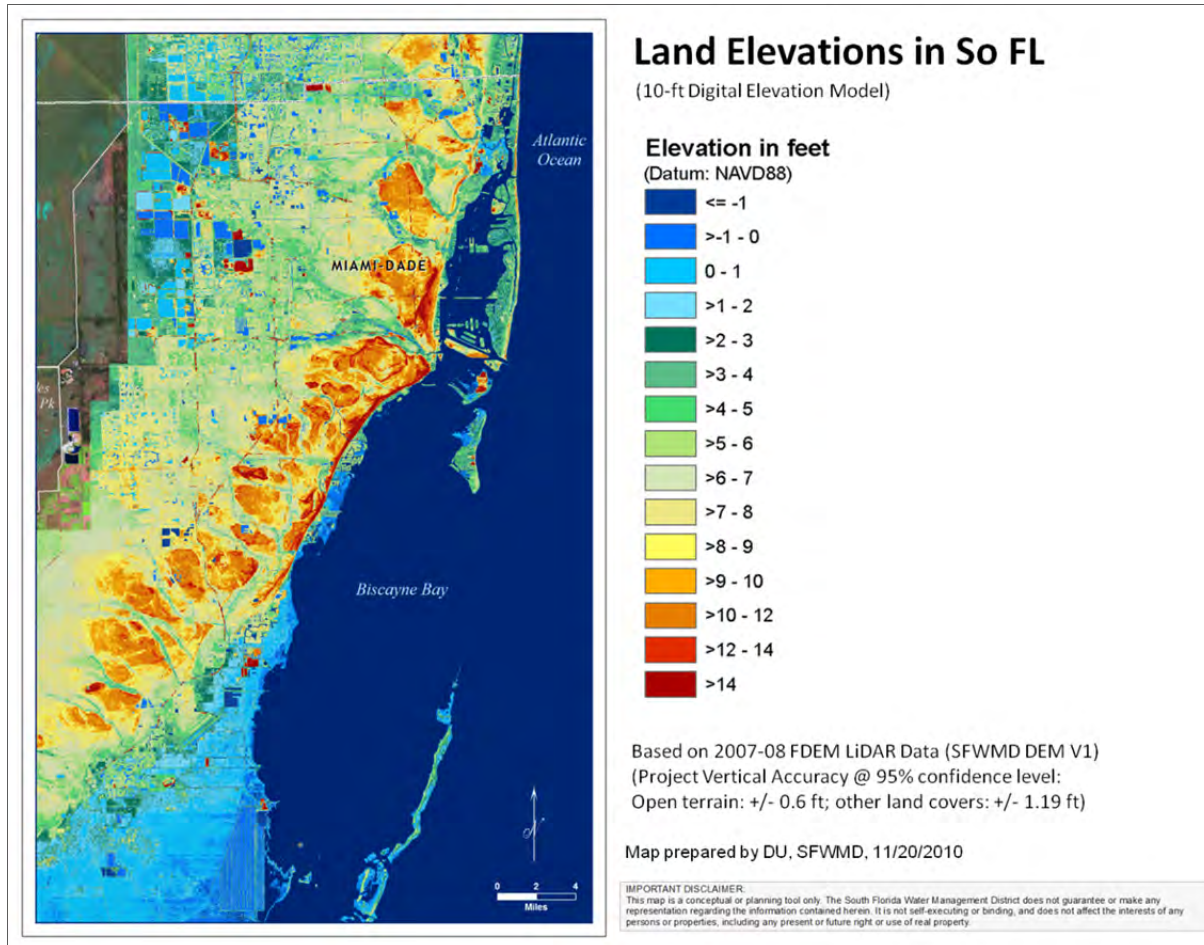 Land Elevations in So FL
(10-ft Digital Elevation Model)
Atlantic
Ocean
MIAMI-DADE
les
Pk
Biscayne Bay
N
0 2 4
Miles
Elevation in feet
(Datum: NAVD88)
<= -1
>-1 - 0
0 - 1
>1 - 2
>2 - 3
>3 - 4
>4 - 5
>5 - 6
>6 - 7
>7 - 8
>8 - 9
>9 - 10
>10 - 12
>12 - 14
>14
Based on 2007-08 FDEM LiDAR Data (SFWMD DEM V1)
(Project Vertical Accuracy @ 95% confidence level:
Open terrain: +/- 0.6 ft; other land covers: +/- 1.19 ft)
Map prepared by DU, SFWMD, 11/20/2010
IMPORTANT DISCLAIMER:
This map is a conceptual or planning tool only. The South Florida Water Management District does not guarantee or make any
representation regarding the information contained herein. It is not self-executing or binding, and does not affect the interests of any
persons or properties, including any present or future right or use of real property.